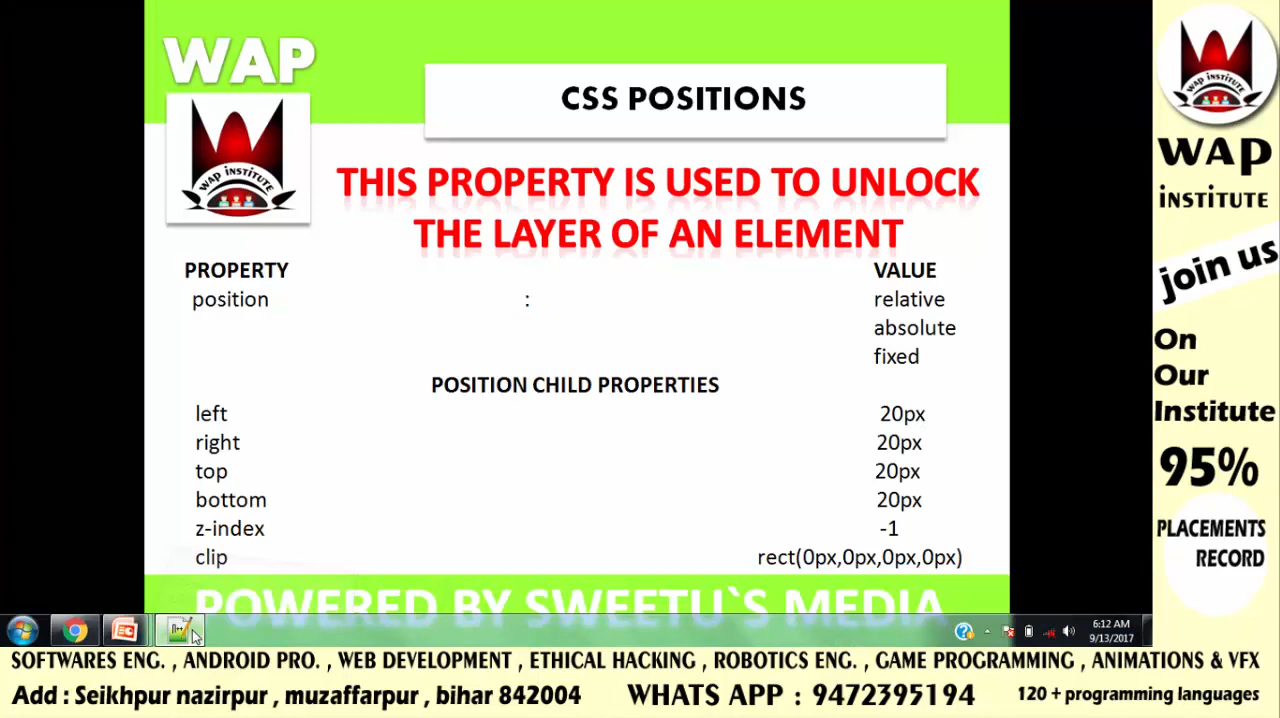 WAP
CSS POSITIONS
WAP INSTITUTE
THIS PROPERTY IS USED TO UNLOCK
THE LAYER OF AN ELEMENT
PROPERTY VALUE
position : relative
absolute
fixed
POSITION CHILD PROPERTIES
left 20px
right 20px
top 20px
bottom 20px
z-index -1
clip rect(0px,0px,0px,0px)
POWERED BY SWEETU`S MEDIA
6:12 AM
9/13/2017
WAP INSTITUTE
WAP
INSTITUTE
join us
On
Our
Institute
95%
PLACEMENTS
RECORD
SOFTWARES ENG. , ANDROID PRO. , WEB DEVELOPMENT , ETHICAL HACKING , ROBOTICS ENG. , GAME PROGRAMMING , ANIMATIONS & VFX
Add : Seikhpur nazirpur , muzaffarpur , bihar 842004 WHATS APP : 9472395194 120 + programming languages